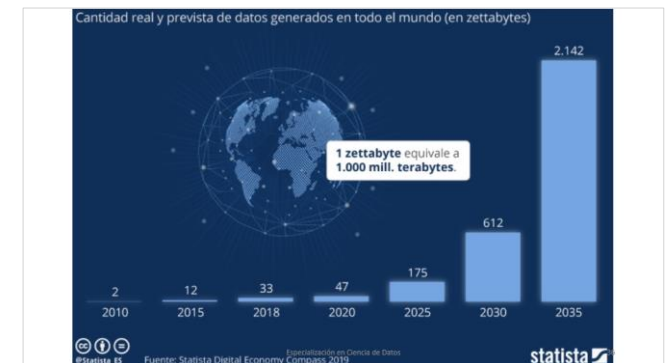 Cantidad real y prevista de datos generados en todo el mundo (en zettabytes)
2.142
1 zettabyte equivale a
1.000 mill. terabytes.
612
175
47
33
12
2
2010 2015 2018 2020 2025 2030 2035
@Statista_ES
Fuente: Statista Digital Economy Compass 2019
Especialización en Ciencia de Datos
statista